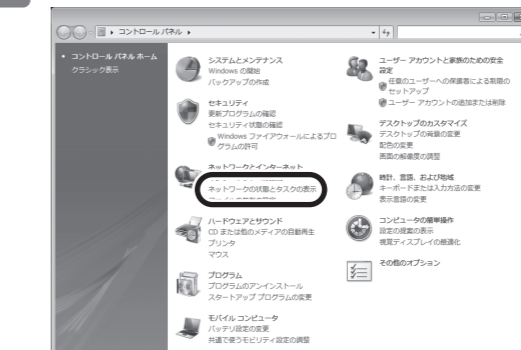 コントロール パネル
コントロール パネル ホーム
クラシック表示
システムとメンテナンス
Windows の開始
バックアップの作成
セキュリティ
更新プログラムの確認
セキュリティ状態の確認
Windows ファイアウォールによるプロ
グラムの許可
ネットワークとインターネット
ネットワークの状態とタスクの表示
ハードウェアとサウンド
CD または他のメディアの自動再生
プリンタ
マウス
プログラム
プログラムのアンインストール
スタートアップ プログラムの変更
モバイル コンピュータ
バッテリ設定の変更
共通で使うモビリティ設定の調整
ユーザー アカウントと家族のための安全
設定
任意のユーザーへの保護者による制限の
セットアップ
ユーザー アカウントの追加または削除
デスクトップのカスタマイズ
デスクトップの背景の変更
配色の変更
画面の解像度の調整
時計、言語、および地域
キーボードまたは入力方法の変更
表示言語の変更
コンピュータの簡単操作
設定の提案の表示
視覚ディスプレイの最適化
その他のオプション